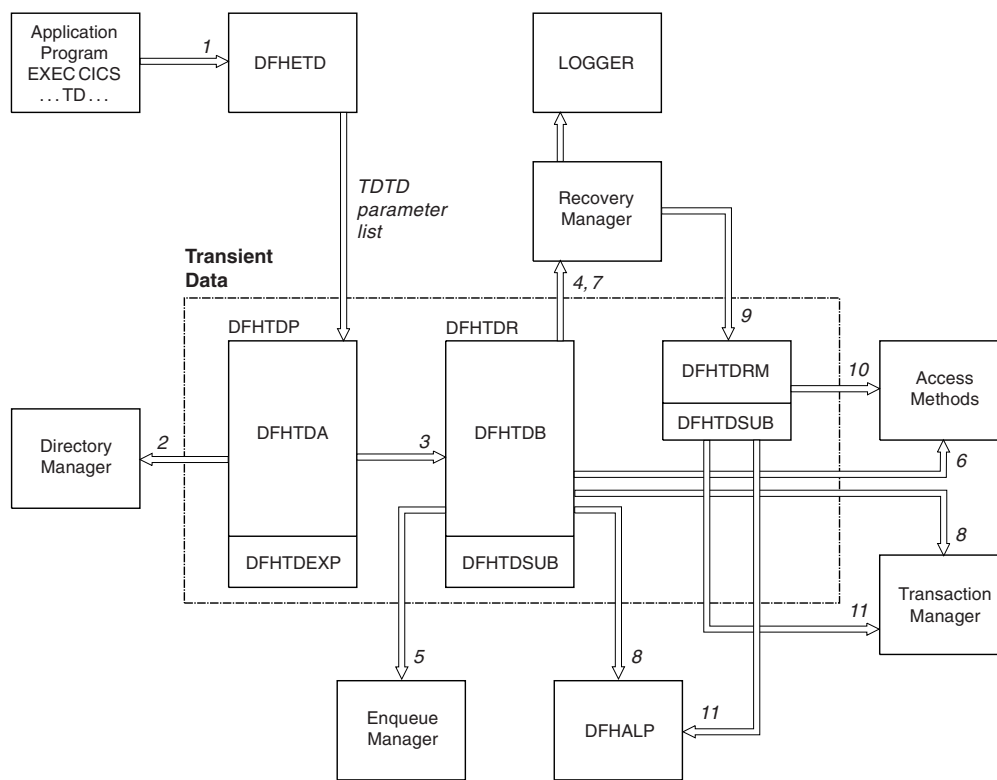 Application
Program
EXEC CICS
...TD...
1
DFHETD
LOGGER
TDTD
parameter
list
Recovery
Manager
Transient
Data
4, 7
9
DFHTDP
DFHTDR
DFHTDRM
10
Access
Methods
Directory
Manager
2
DFHTDA
3
DFHTDB
DFHTDSUB
6
8
DFHTDEXP
DFHTDSUB
Transaction
Manager
11
5
8
Enqueue
Manager
DFHALP
11